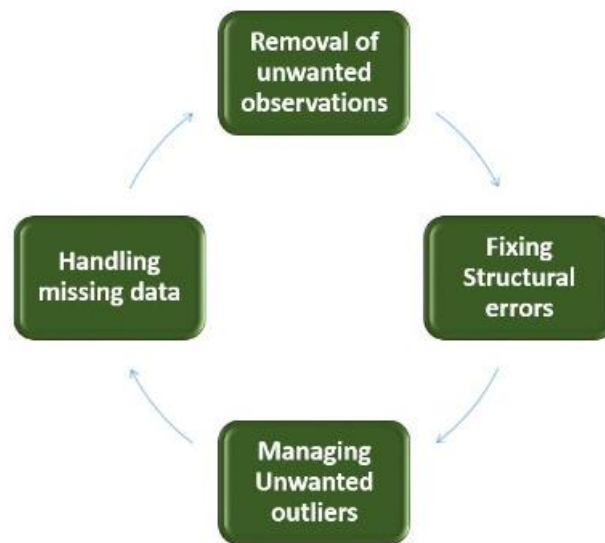 Removal of
unwanted
observations
Fixing
Structural
errors
Managing
Unwanted
outliers
Handling
missing data